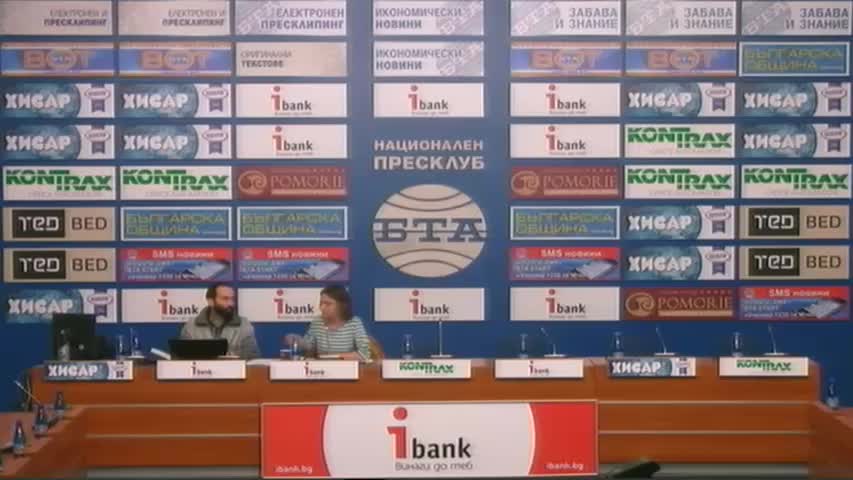 ЕЛЕКТРОНЕН И
ПРЕСКЛИПИНГ
ЕЛЕКТРОНЕН И
ПРЕСКЛИПИНГ
ЕЛЕКТРОНЕН
ПРЕСКЛИПИНГ
БТА
ИКОНОМИЧЕСКИ
НОВИНИ
ЗАБАВА
И ЗНАНИЕ
ЗАБАВА
И ЗНАНИЕ
ЗАБАВА
И ЗНАНИЕ
ВОТ
ВОТ
ОРИГИНАЛНИ
ТЕКСТОВЕ
ИКОНОМИЧЕСКИ
НОВИНИ
ВОТ
ВОТ
БЪЛГАРСКА
ОБЩИНА
ХИСАР
ХИСАР
ibank
ibank
ibank
ХИСАР
ХИСАР
ХИСАР
ХИСАР
ibank
НАЦИОНАЛЕН
ПРЕСКЛУБ
ibank
KONTRAX
ХИСАР
KONTRAX
KONTRAX
POMORIE
POMORIE
KONTRAX
KONTRAX
TED BED
БЪЛГАРСКА
ОБЩИНА
БЪЛГАРСКА
ОБЩИНА
БТА
БЪЛГАРСКА
ОБЩИНА
ХИСАР
TED BED
TED BED
SMS НОВИНИ
SMS НОВИНИ
SMS НОВИНИ
ХИСАР
TED BED
ХИСАР
ibank
ibank
ibank
POMORIE
SMS НОВИНИ
ХИСАР
ibank
ibank
KONTRAX
ibank
ХИСАР
KONTRAX
ibank
Винаги до теб
ibank.bg
ibank.bg